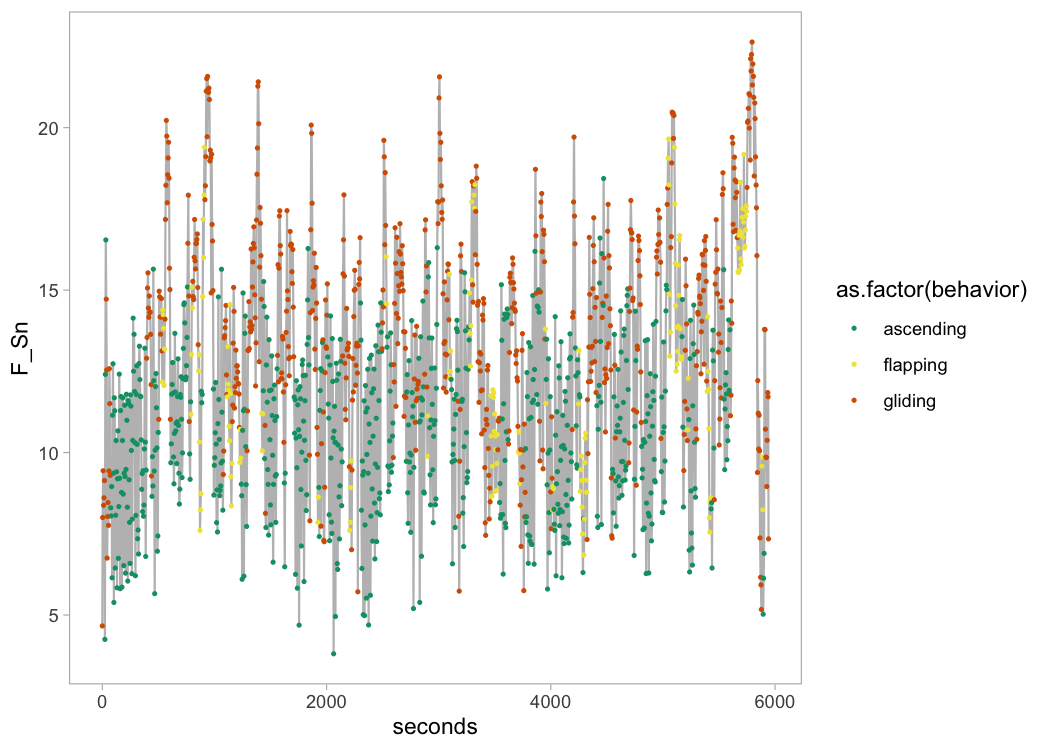 F_Sn
20
15
10
5
0
2000
4000
6000
seconds
as.factor(behavior)
ascending
flapping
gliding